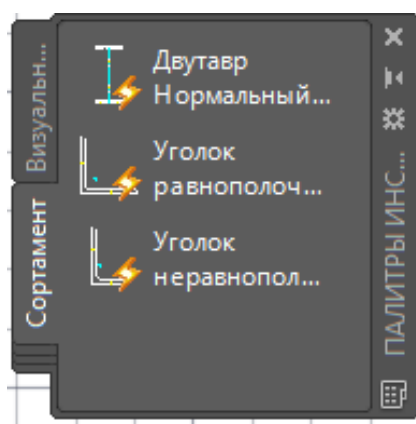 Визуальн...
Сортамент
Двутавр
Нормальный...
Уголок
равнополоч...
Уголок
неравнопол...
ПАЛИТРЫ ИНС...